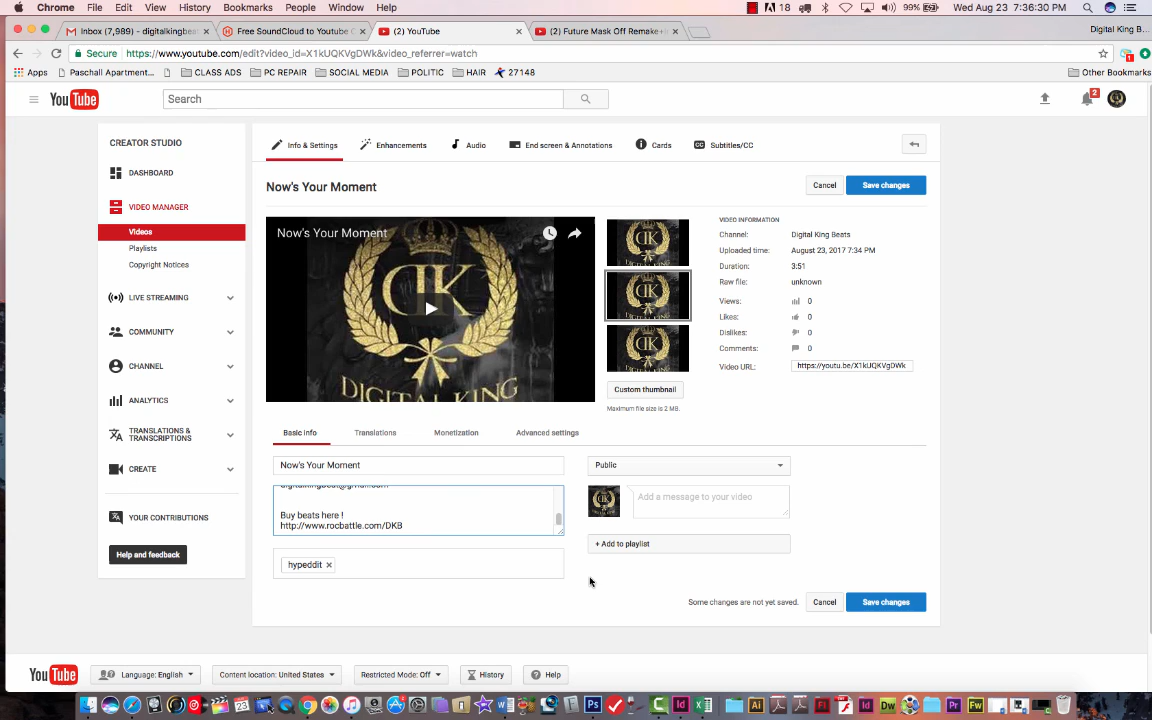 Chrome File Edit View History Bookmarks People Window Help 18 99% Wed Aug 23 7:36:30 PM Digital King B...
Inbox (7,989) - digitalkingbea
Free SoundCloud to Youtube C
(2) YouTube
(2) Future Mask Off Remake+
Secure https://www.youtube.com/edit?video_id=X1kUQKVgDWk&video_referrer=watch
Apps Paschall Apartment... CLASS ADS PC REPAIR SOCIAL MEDIA POLITIC HAIR 27148 Other Bookmarks
YouTube Search 2
CREATOR STUDIO
DASHBOARD
VIDEO MANAGER
Videos
Playlists
Copyright Notices
LIVE STREAMING
COMMUNITY
CHANNEL
ANALYTICS
TRANSLATIONS &
TRANSCRIPTIONS
CREATE
YOUR CONTRIBUTIONS
Help and feedback
Info & Settings Enhancements Audio End screen & Annotations Cards CC Subtitles/CC
Now's Your Moment
Cancel Save changes
Now's Your Moment
DK
DIGITAL KING
Custom thumbnail
Maximum file size is 2 MB.
VIDEO INFORMATION
Channel: Digital King Beats
Uploaded time: August 23, 2017 7:34 PM
Duration: 3:51
Raw file: unknown
Views: 0
Likes: 0
Dislikes: 0
Comments: 0
Video URL: https://youtu.be/X1kUQKVgDWk
Basic info Translations Monetization Advanced settings
Now's Your Moment
digitalkingbeat@gmail.com
Buy beats here !
http://www.rocbattle.com/DKB
hypeddit ×
Public
Add a message to your video
+ Add to playlist
Some changes are not yet saved. Cancel Save changes
YouTube Language: English Content location: United States Restricted Mode: Off History Help